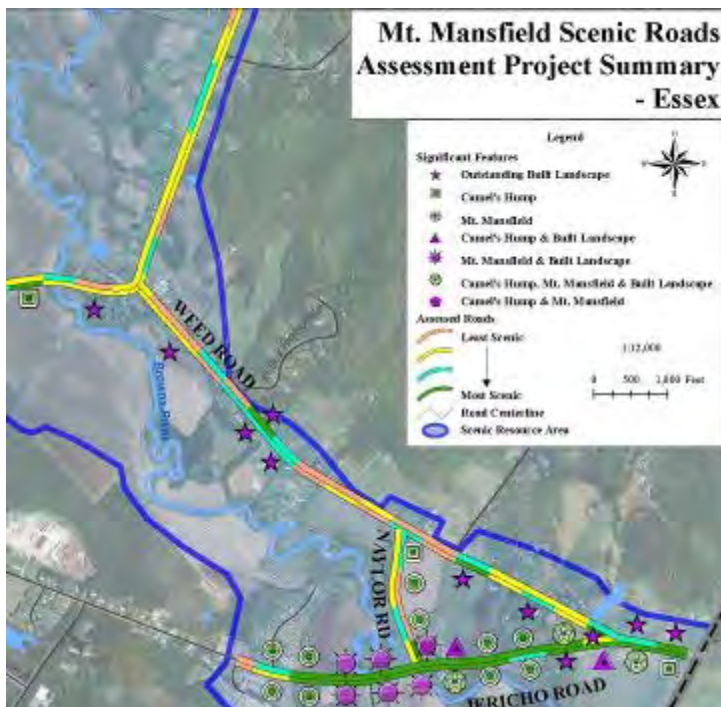 Mt. Mansfield Scenic Roads
Assessment Project Summary
- Essex
Legend
Significant Features
Outstanding Built Landscape
Camel's Hump
Mt. Mansfield
Camel's Hump & Built Landscape
Mt. Mansfield & Built Landscape
Camel's Hump, Mt. Mansfield & Built Landscape
Camel's Hump & Mt. Mansfield
Assessed Roads
Least Scenic
Most Scenic
Road Centerline
Scenic Resource Area
1:12,000
0 500 1,000 Feet
WEED ROAD
Browns River
NAYLOR RD
JERICHO ROAD